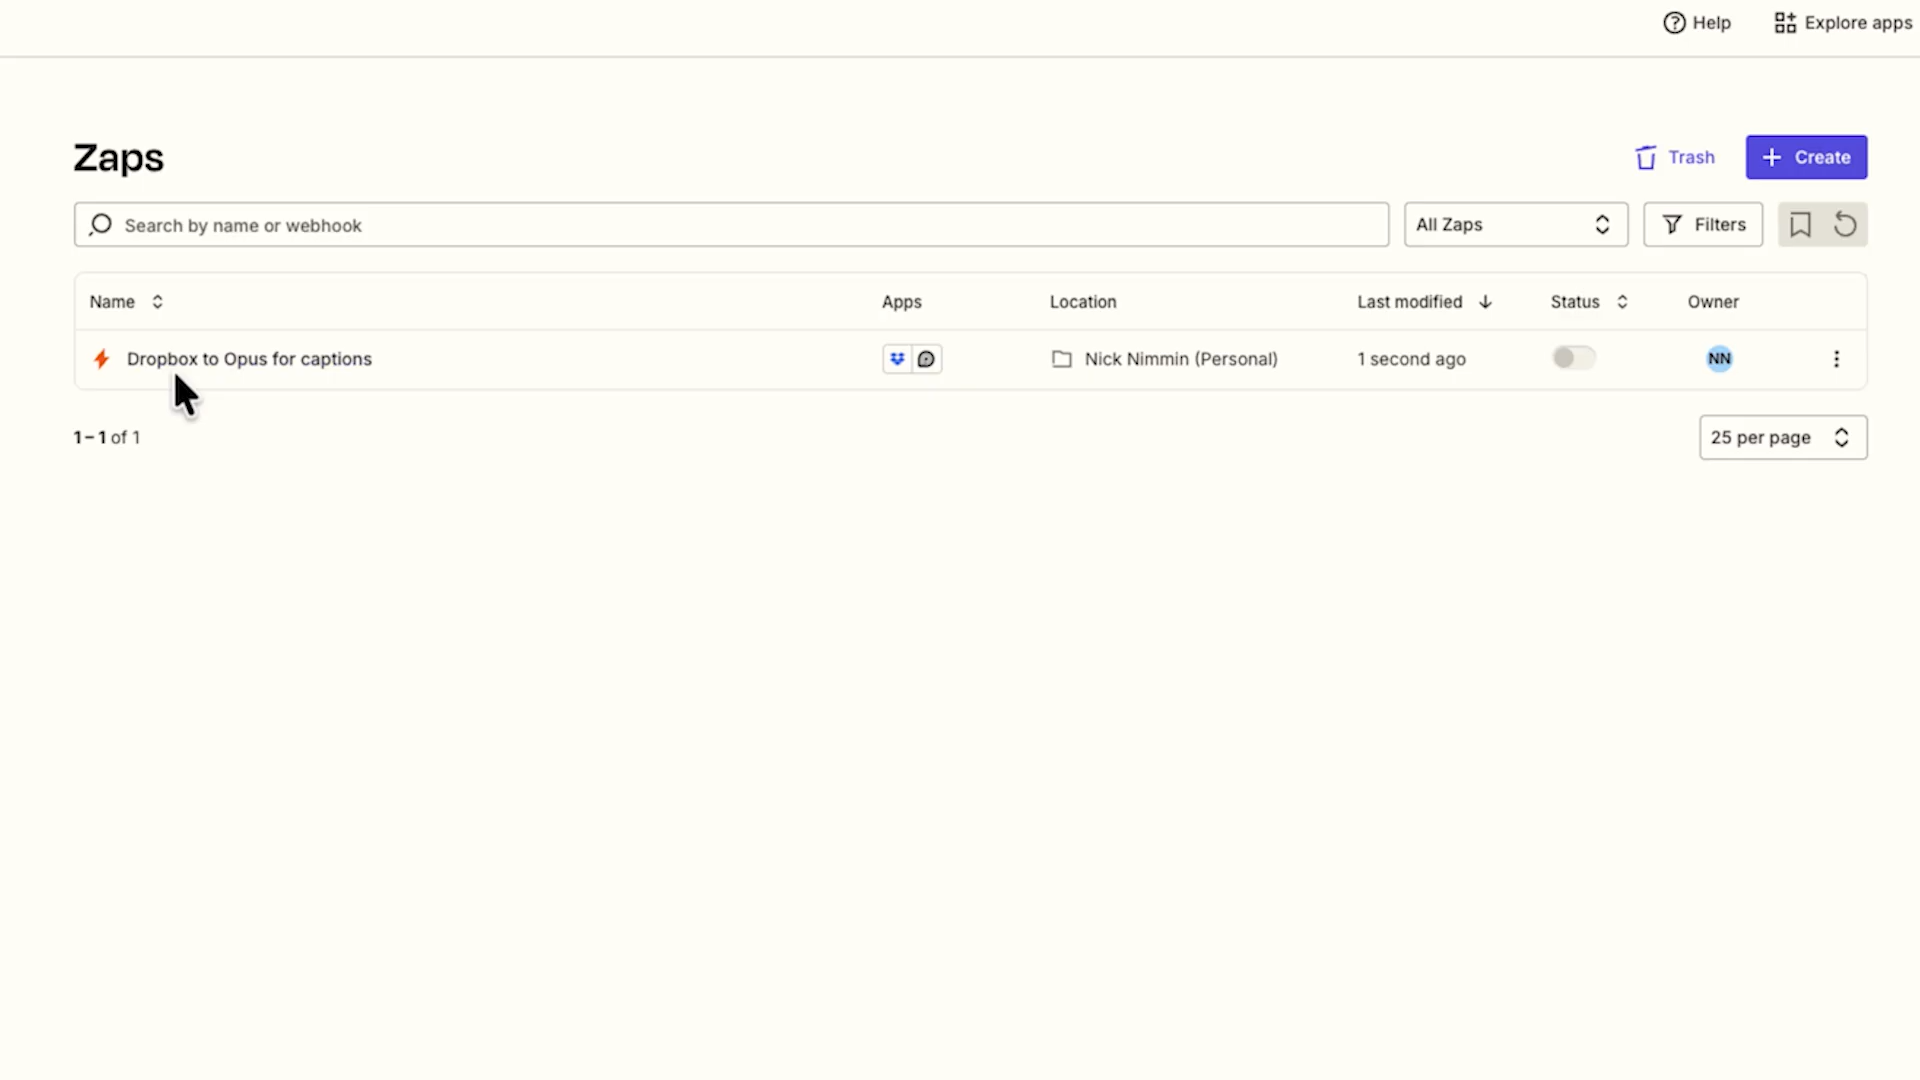 Help
Explore apps
Zaps
Trash
Create
Search by name or webhook
All Zaps
Filters
Name
Apps
Location
Last modified
Status
Owner
Dropbox to Opus for captions
Nick Nimmin (Personal)
1 second ago
NN
1–1 of 1
25 per page